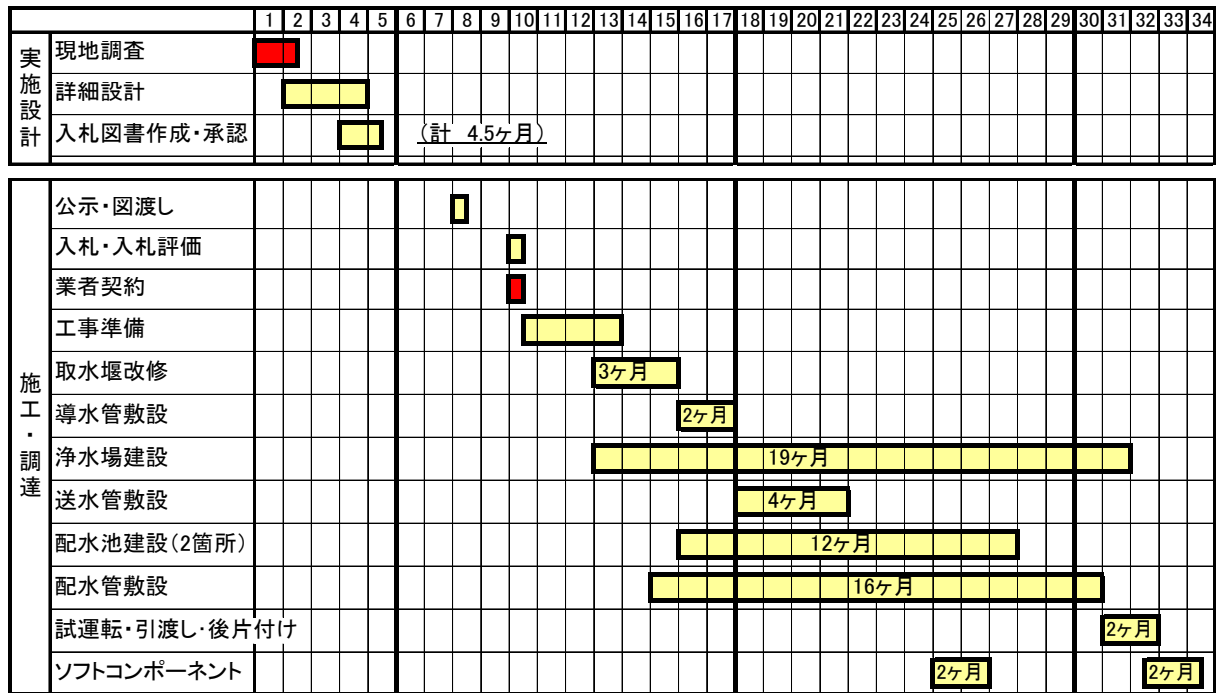 1 2 3 4 5 6 7 8 9 10 11 12 13 14 15 16 17 18 19 20 21 22 23 24 25 26 27 28 29 30 31 32 33 34
実施設計
現地調査
詳細設計
入札図書作成・承認 (計 4.5ヶ月)
施工・調達
公示・図渡し
入札・入札評価
業者契約
工事準備
取水堰改修 3ヶ月
導水管敷設 2ヶ月
浄水場建設 19ヶ月
送水管敷設 4ヶ月
配水池建設(2箇所) 12ヶ月
配水管敷設 16ヶ月
試運転・引渡し・後片付け 2ヶ月
ソフトコンポーネント 2ヶ月 2ヶ月